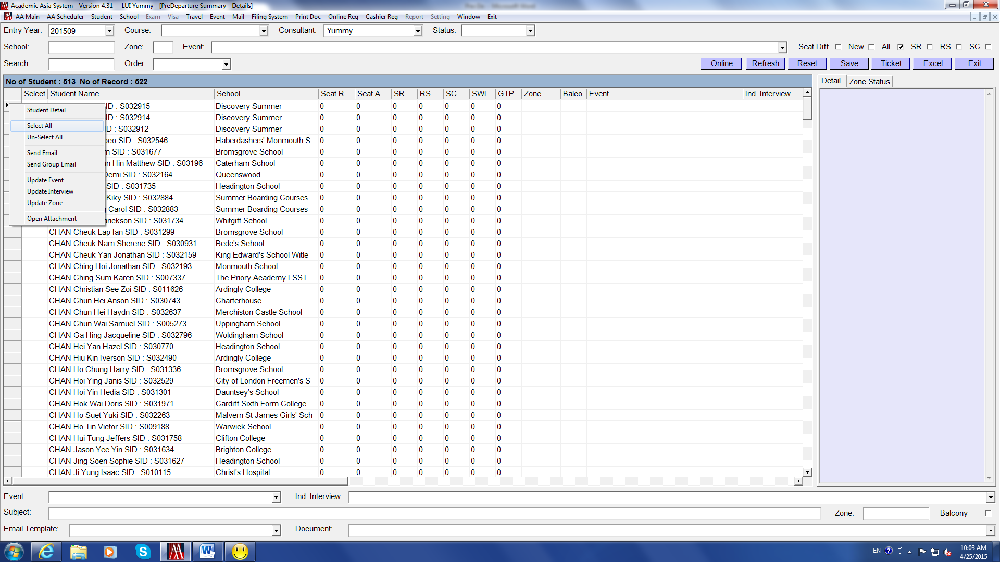 Academic Asia System - Version 4.31 LUI Yummy - [PreDeparture Summary - Details]
AA Main AA Scheduler Student School Exam Visa Travel Event Mail Filing System Print Doc Online Reg Cashier Reg Report Setting Window Exit
Entry Year: 201509 Course: Consultant: Yummy Status:
School: Zone: Event: Seat Diff New All SR RS SC
Search: Order: Online Refresh Reset Save Ticket Excel Exit
No of Student : 513 No of Record : 522
Detail Zone Status
Select Student Name School Seat R. Seat A. SR RS SC SWL GTP Zone Balco Event Ind. Interview
Student Detail
Select All
Un-Select All
Send Email
Send Group Email
Update Event
Update Interview
Update Zone
Open Attachment
ID : S032915 Discovery Summer 0 0 0 0 0 0 0
ID : S032914 Discovery Summer 0 0 0 0 0 0 0
D : S032912 Discovery Summer 0 0 0 0 0 0 0
oco SID : S032546 Haberdashers' Monmouth S 0 0 0 0 0 0 0
m SID : S031677 Bromsgrove School 0 0 0 0 0 0 0
un Hin Matthew SID : S03196 Caterham School 0 0 0 0 0 0 0
Demi SID : S032164 Queenswood 0 0 0 0 0 0 0
SID : S031735 Headington School 0 0 0 0 0 0 0
Kiky SID : S032884 Summer Boarding Courses 0 0 0 0 0 0 0
g Carol SID : S032883 Summer Boarding Courses 0 0 0 0 0 0 0
arickson SID : S031734 Whitgift School 0 0 0 0 0 0 0
CHAN Cheuk Lap Ian SID : S031299 Bromsgrove School 0 0 0 0 0 0 0
CHAN Cheuk Nam Sherene SID : S030931 Bede's School 0 0 0 0 0 0 0
CHAN Cheuk Yan Jonathan SID : S032159 King Edward's School Witle 0 0 0 0 0 0 0
CHAN Ching Hoi Jonathan SID : S032193 Monmouth School 0 0 0 0 0 0 0
CHAN Ching Sum Karen SID : S007337 The Priory Academy LSST 0 0 0 0 0 0 0
CHAN Christian See Zoi SID : S011626 Ardingly College 0 0 0 0 0 0 0
CHAN Chun Hei Anson SID : S030743 Charterhouse 0 0 0 0 0 0 0
CHAN Chun Hei Haydn SID : S032637 Merchiston Castle School 0 0 0 0 0 0 0
CHAN Chun Wai Samuel SID : S005273 Uppingham School 0 0 0 0 0 0 0
CHAN Ga Hing Jacqueline SID : S032796 Woldingham School 0 0 0 0 0 0 0
CHAN Hei Yan Hazel SID : S030770 Headington School 0 0 0 0 0 0 0
CHAN Hiu Kin Iverson SID : S032490 Ardingly College 0 0 0 0 0 0 0
CHAN Ho Chung Harry SID : S031336 Bromsgrove School 0 0 0 0 0 0 0
CHAN Hoi Ying Janis SID : S032529 City of London Freemen's S 0 0 0 0 0 0 0
CHAN Hoi Yin Hedia SID : S031301 Dauntsey's School 0 0 0 0 0 0 0
CHAN Hok Wai Doris SID : S031971 Cardiff Sixth Form College 0 0 0 0 0 0 0
CHAN Ho Suet Yuki SID : S032263 Malvern St James Girls' Sch 0 0 0 0 0 0 0
CHAN Ho Tin Victor SID : S009188 Warwick School 0 0 0 0 0 0 0
CHAN Hui Tung Jeffers SID : S031758 Clifton College 0 0 0 0 0 0 0
CHAN Jason Yee Yin SID : S031634 Brighton College 0 0 0 0 0 0 0
CHAN Jing Soen Sophie SID : S031627 Headington School 0 0 0 0 0 0 0
CHAN Ji Yung Isaac SID : S010115 Christ's Hospital 0 0 0 0 0 0 0
Event: Ind. Interview:
Subject: Zone: Balcony
Email Template: Document:
EN 10:03 AM
4/25/2015